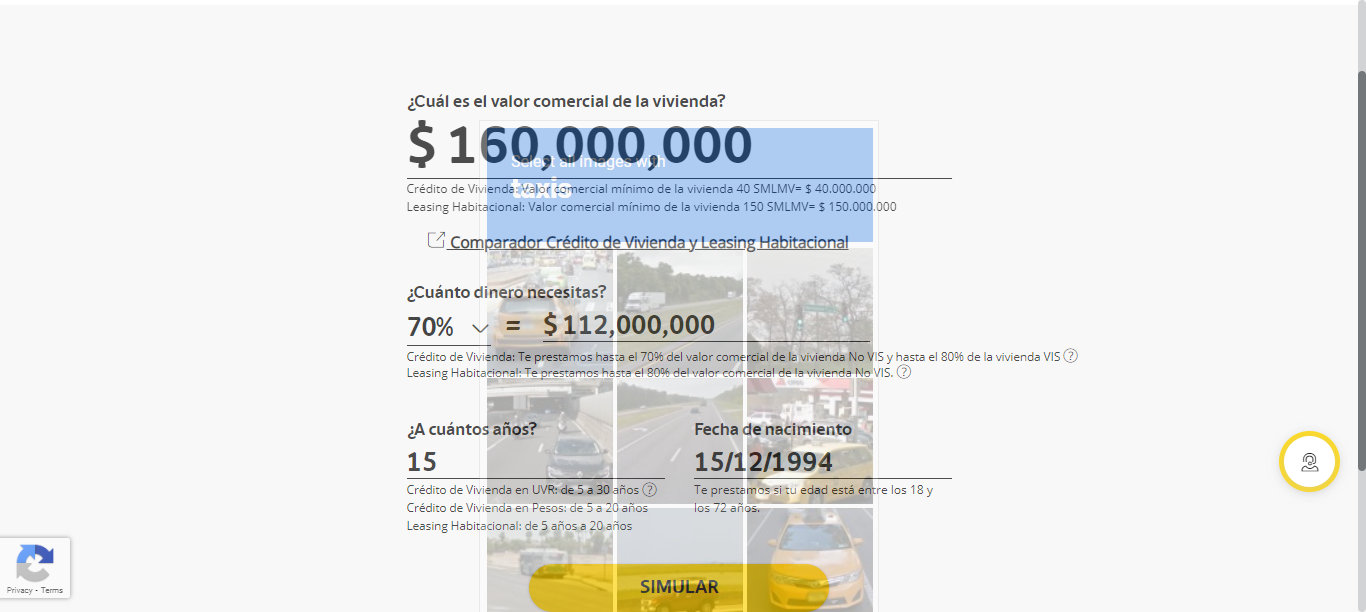 ¿Cuál es el valor comercial de la vivienda?
$ 160,000,000
Select all images with
taxis
Crédito de Vivienda: Valor comercial mínimo de la vivienda 40 SMLMV= $ 40.000.000
Leasing Habitacional: Valor comercial mínimo de la vivienda 150 SMLMV= $ 150.000.000
Comparador Crédito de Vivienda y Leasing Habitacional
¿Cuánto dinero necesitas?
70% = $ 112,000,000
Crédito de Vivienda: Te prestamos hasta el 70% del valor comercial de la vivienda No VIS y hasta el 80% de la vivienda VIS ?
Leasing Habitacional: Te prestamos hasta el 80% del valor comercial de la vivienda No VIS. ?
¿A cuántos años?
15
Crédito de Vivienda en UVR: de 5 a 30 años ?
Crédito de Vivienda en Pesos: de 5 a 20 años
Leasing Habitacional: de 5 años a 20 años
Fecha de nacimiento
15/12/1994
Te prestamos si tu edad está entre los 18 y
los 72 años.
SIMULAR
Privacy - Terms